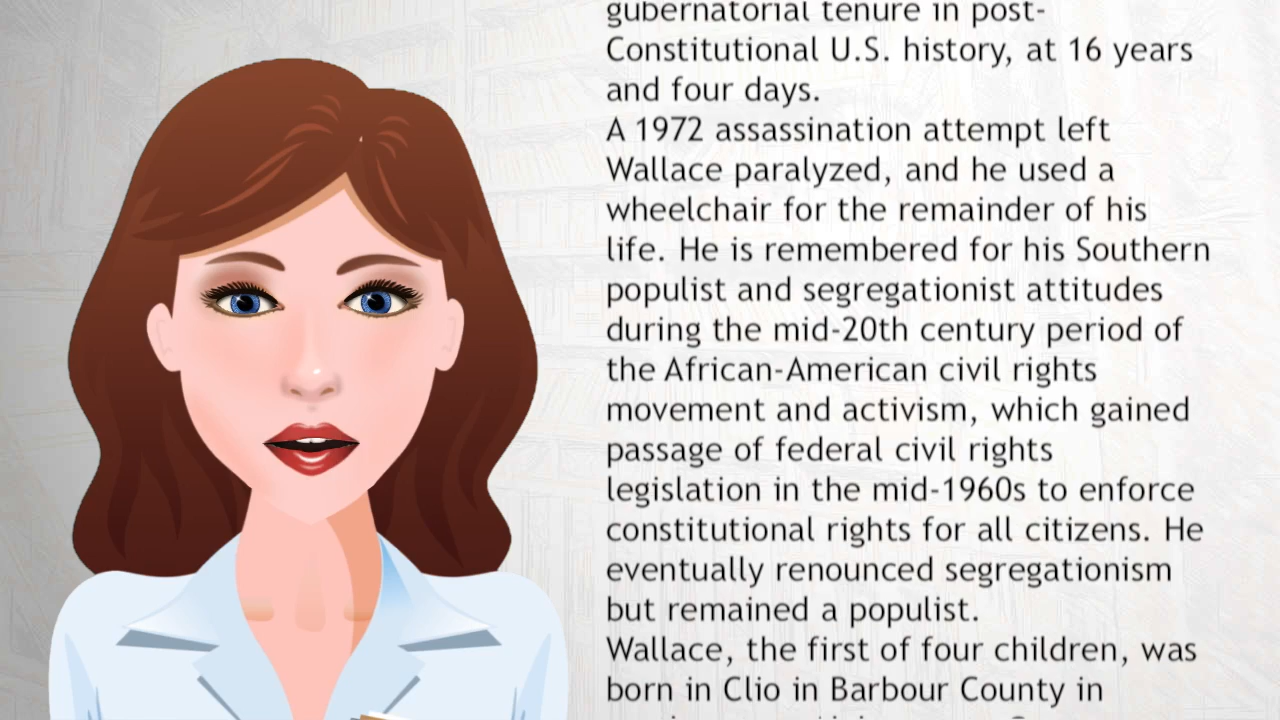 gubernatorial tenure in post-
Constitutional U.S. history, at 16 years
and four days.
A 1972 assassination attempt left
Wallace paralyzed, and he used a
wheelchair for the remainder of his
life. He is remembered for his Southern
populist and segregationist attitudes
during the mid-20th century period of
the African-American civil rights
movement and activism, which gained
passage of federal civil rights
legislation in the mid-1960s to enforce
constitutional rights for all citizens. He
eventually renounced segregationism
but remained a populist.
Wallace, the first of four children, was
born in Clio in Barbour County in